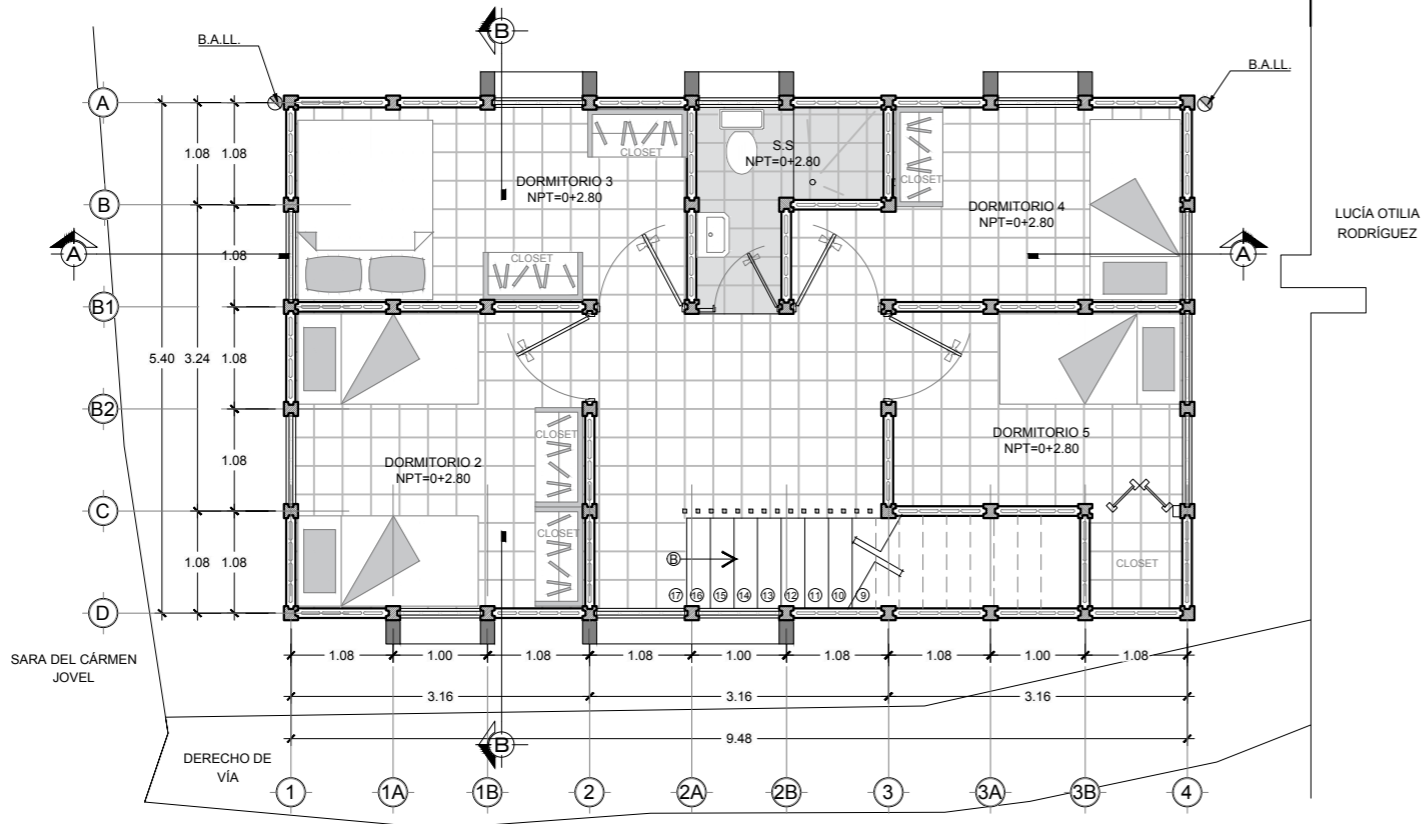 B
B.A.LL.
B.A.LL.
A
1.08 1.08
CLOSET
S.S
NPT=0+2.80
CLOSET
DORMITORIO 3
NPT=0+2.80
DORMITORIO 4
NPT=0+2.80
LUCÍA OTILIA
RODRÍGUEZ
B
A
1.08
CLOSET
A
B1
5.40 3.24 1.08
B2
CLOSET
DORMITORIO 2
NPT=0+2.80
DORMITORIO 5
NPT=0+2.80
1.08
C
CLOSET
1.08 1.08
B
CLOSET
17 16 15 14 13 12 11 10 9
D
SARA DEL CÁRMEN
JOVEL
1.08 1.00 1.08 1.08 1.00 1.08 1.08 1.00 1.08
3.16 3.16 3.16
B
9.48
DERECHO DE
VÍA
1 1A 1B 2 2A 2B 3 3A 3B 4